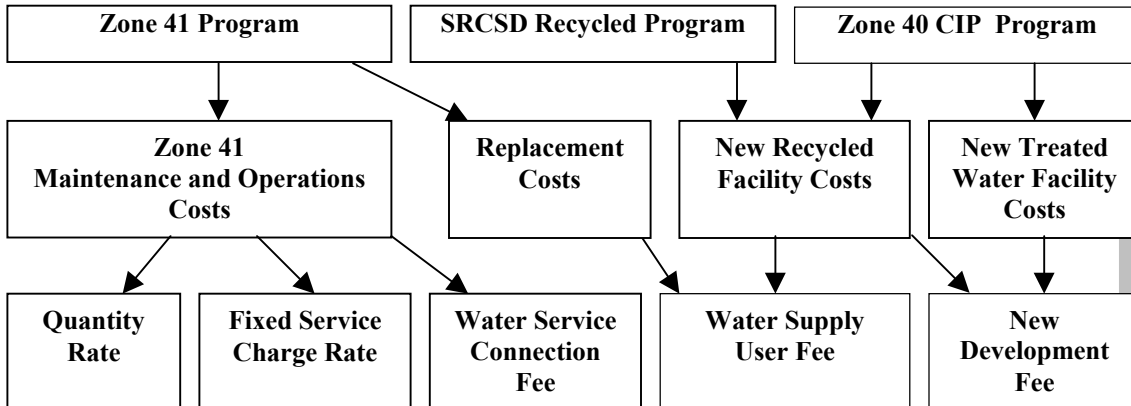 Zone 41 Program
SRCSD Recycled Program
Zone 40 CIP Program
Zone 41
Maintenance and Operations
Costs
Replacement
Costs
New Recycled
Facility Costs
New Treated
Water Facility
Costs
Quantity
Rate
Fixed Service
Charge Rate
Water Service
Connection
Fee
Water Supply
User Fee
New
Development
Fee